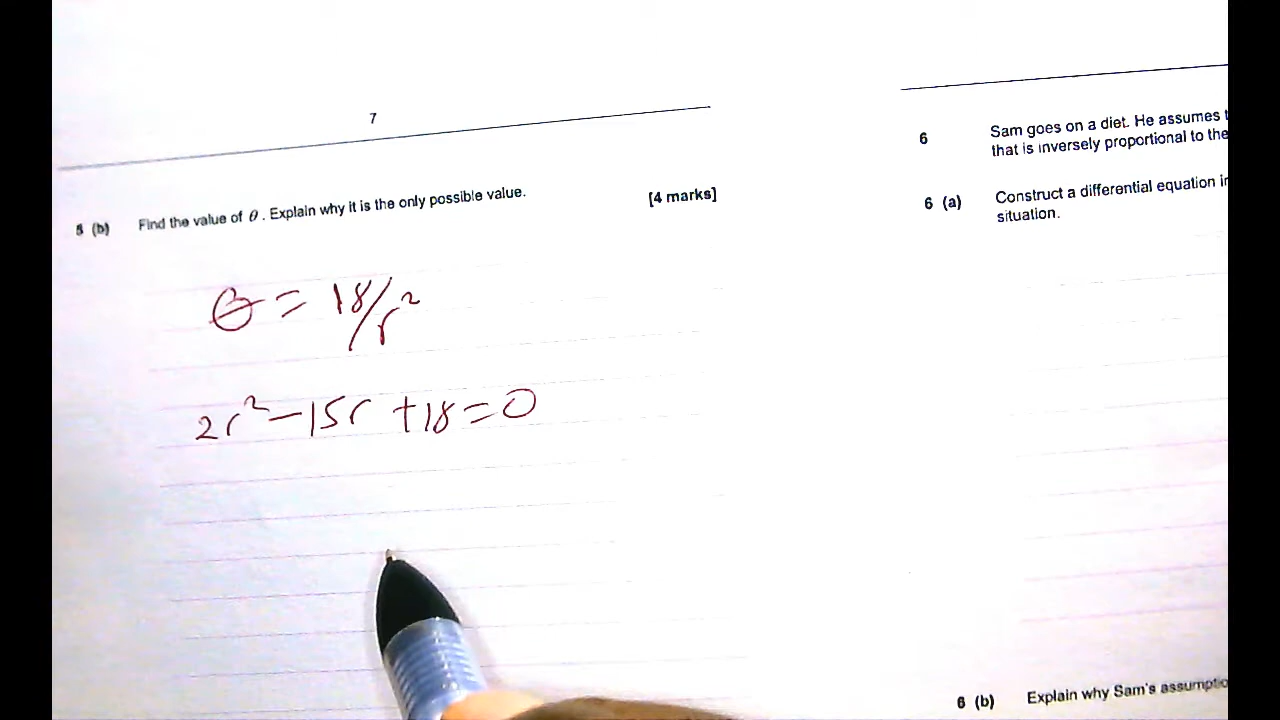 7
5 (b) Find the value of θ. Explain why it is the only possible value. [4 marks]
θ = 18/r²
2r² − 15r + 18 = 0
6 Sam goes on a diet. He assumes
that is inversely proportional to the
6 (a) Construct a differential equation
situation.
6 (b) Explain why Sam's